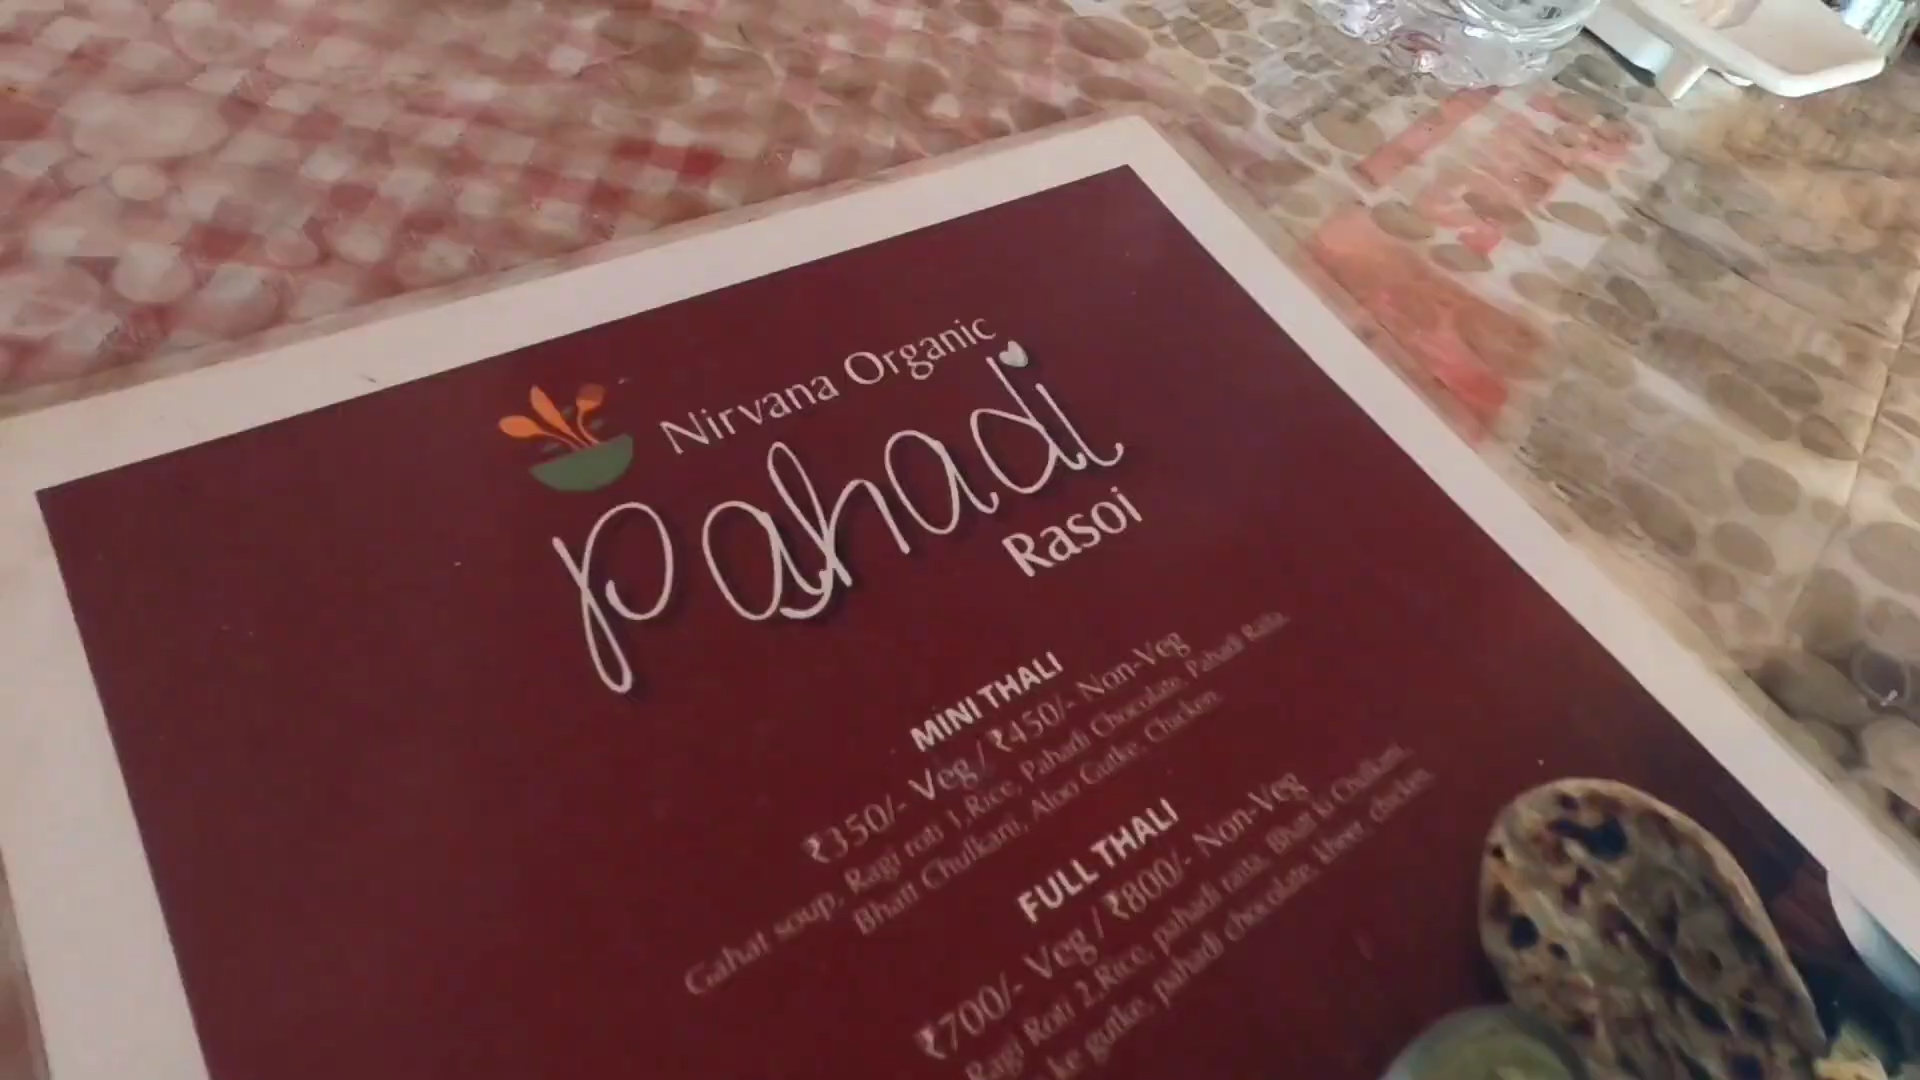 Nirvana Organic
Pahadi
Rasoi
MINI THALI
₹350/- Veg / ₹450/- Non-Veg
Gahat soup, Ragi roti 1,Rice, Pahadi Chocolate, Pahadi Raita,
Bhatt Chulkani, Aloo Gutke, Chicken.
FULL THALI
₹700/- Veg / ₹800/- Non-Veg
Ragi Roti 2,Rice, pahadi raita, Bhatt ki Chulkani,
ke gutke, pahadi chocolate, kheer, chicken.